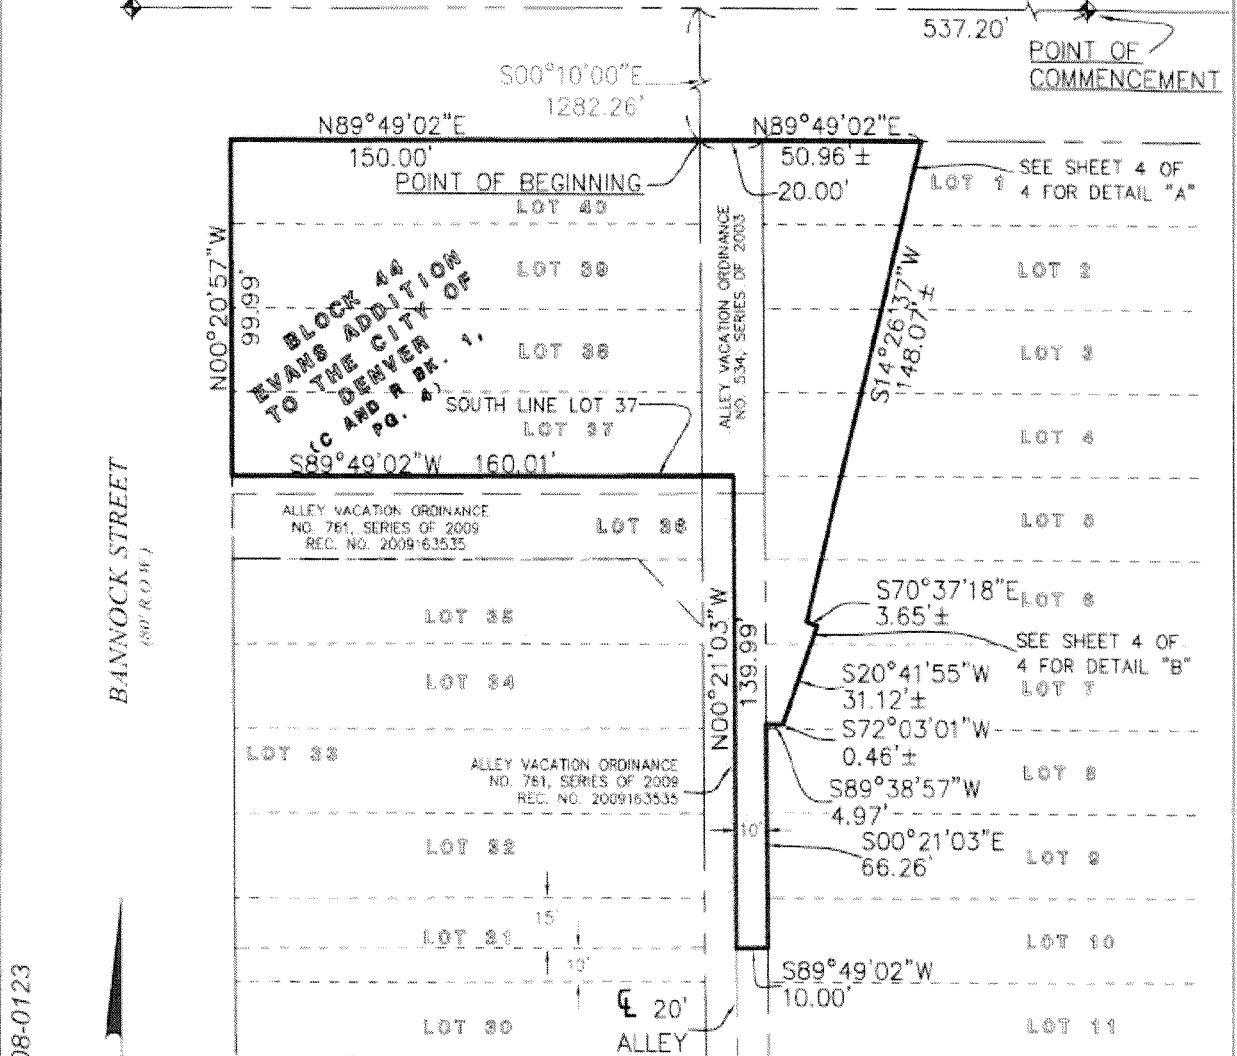 537.20'
POINT OF
COMMENCEMENT
S00°10'00"E
1282.26'
N89°49'02"E
150.00'
POINT OF BEGINNING
N89°49'02"E
50.96'±
20.00'
SEE SHEET 4 OF
4 FOR DETAIL "A"
LOT 1
LOT 40
LOT 39
LOT 38
LOT 37
N00°20'57"W
99.99'
BLOCK 44
EVANS ADDITION
TO THE CITY OF
DENVER
(C AND R BK. 1,
PG. 4)
SOUTH LINE LOT 37
S89°49'02"W 160.01'
ALLEY VACATION ORDINANCE
NO. 534, SERIES OF 2003
S14°26'37"W
148.07'±
LOT 2
LOT 3
LOT 4
LOT 5
LOT 6
ALLEY VACATION ORDINANCE
NO. 761, SERIES OF 2009
REC. NO. 2009163535
LOT 36
BANNOCK STREET
(80' R.O.W.)
LOT 35
LOT 34
LOT 33
N00°21'03"W
139.99'
S70°37'18"E
3.65'±
SEE SHEET 4 OF
4 FOR DETAIL "B"
S20°41'55"W
31.12'±
LOT 7
S72°03'01"W
0.46'±
S89°38'57"W
4.97'
LOT 8
ALLEY VACATION ORDINANCE
NO. 761, SERIES OF 2009
REC. NO. 2009163535
10'
S00°21'03"E
66.26'
LOT 9
LOT 32
15'
LOT 31
10'
LOT 10
S89°49'02"W
10.00'
LOT 30
℄ 20'
ALLEY
LOT 11
08-0123